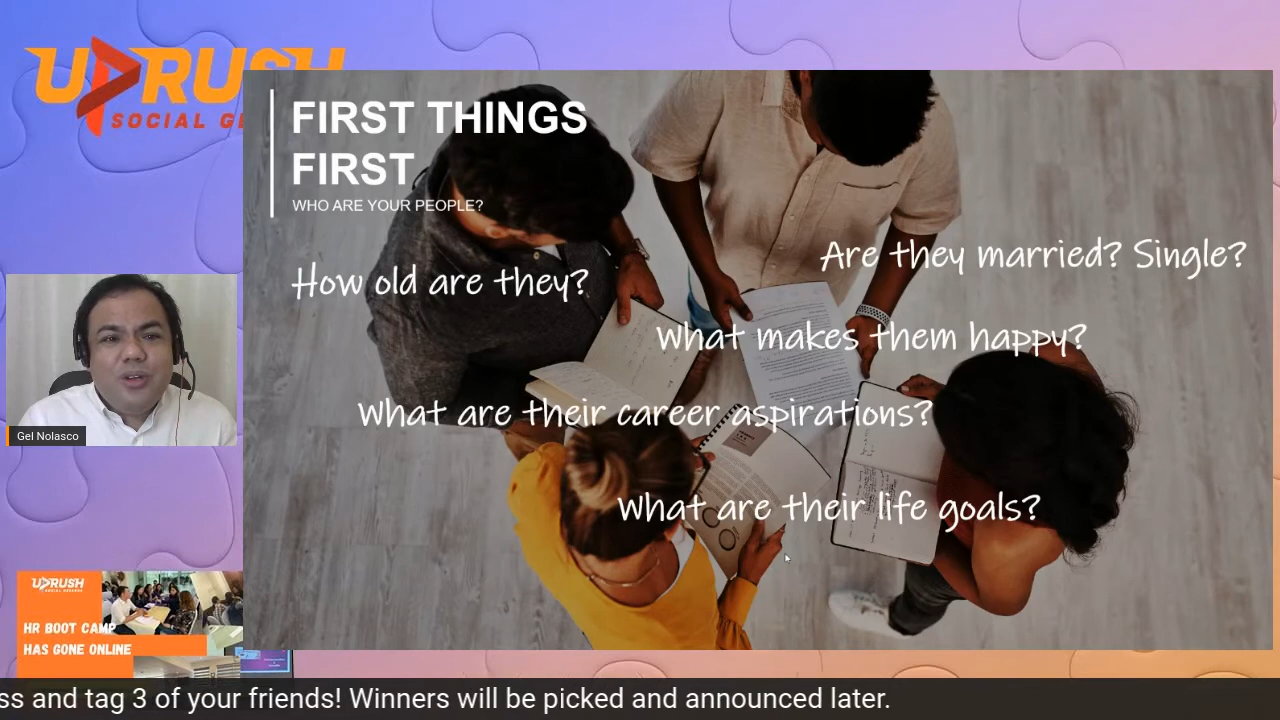 UPRUSH
SOCIAL
FIRST THINGS
FIRST
WHO ARE YOUR PEOPLE?
Are they married? Single?
How old are they?
What makes them happy?
What are their career aspirations?
What are their life goals?
Gel Nolasco
UPRUSH
SOCIAL SUCCESS
HR BOOT CAMP
HAS GONE ONLINE
ss and tag 3 of your friends! Winners will be picked and announced later.